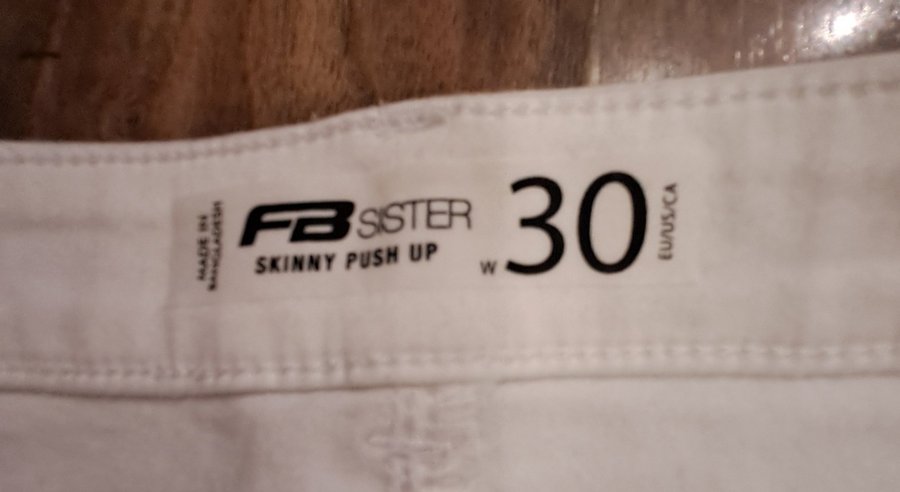 MADE IN
BANGLADESH
FB SISTER
SKINNY PUSH UP
W 30
EU/US/CA